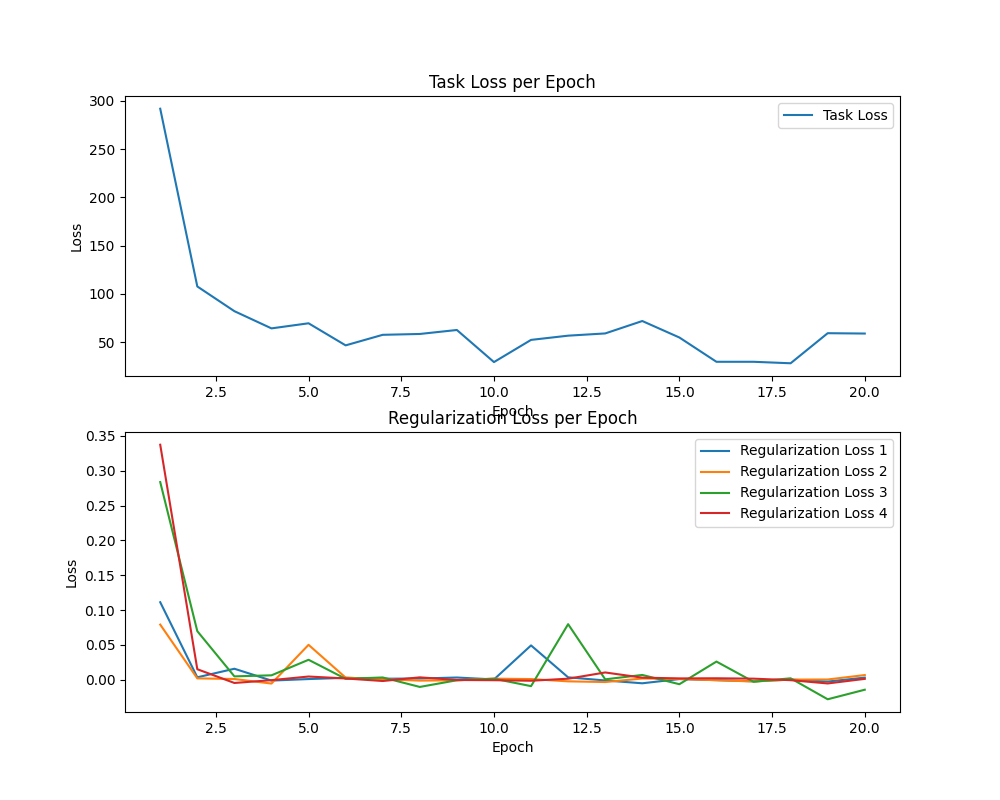 Task Loss per Epoch
Task Loss
300
250
200
150
100
50
Loss
2.5 5.0 7.5 10.0 12.5 15.0 17.5 20.0
Epoch
Regularization Loss per Epoch
Regularization Loss 1
Regularization Loss 2
Regularization Loss 3
Regularization Loss 4
0.35
0.30
0.25
0.20
0.15
0.10
0.05
0.00
Loss
2.5 5.0 7.5 10.0 12.5 15.0 17.5 20.0
Epoch